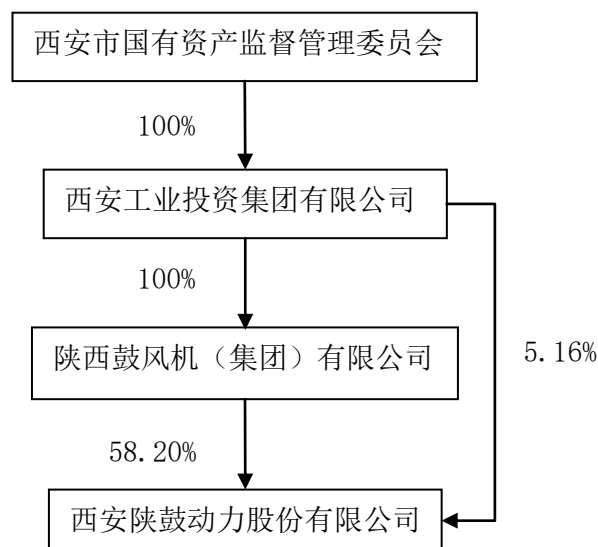 西安市国有资产监督管理委员会
100%
西安工业投资集团有限公司
100%
陕西鼓风机（集团）有限公司
5.16%
58.20%
西安陕鼓动力股份有限公司